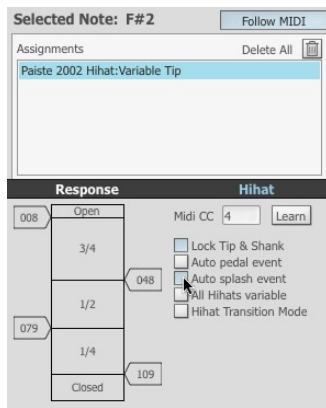 Selected Note: F#2 Follow MIDI
Assignments Delete All
Paiste 2002 Hihat:Variable Tip
Response Hihat
008 Open
Midi CC 4 Learn
3/4
Lock Tip & Shank
Auto pedal event
048 Auto splash event
1/2 All Hihats variable
Hihat Transition Mode
079
1/4
109
Closed